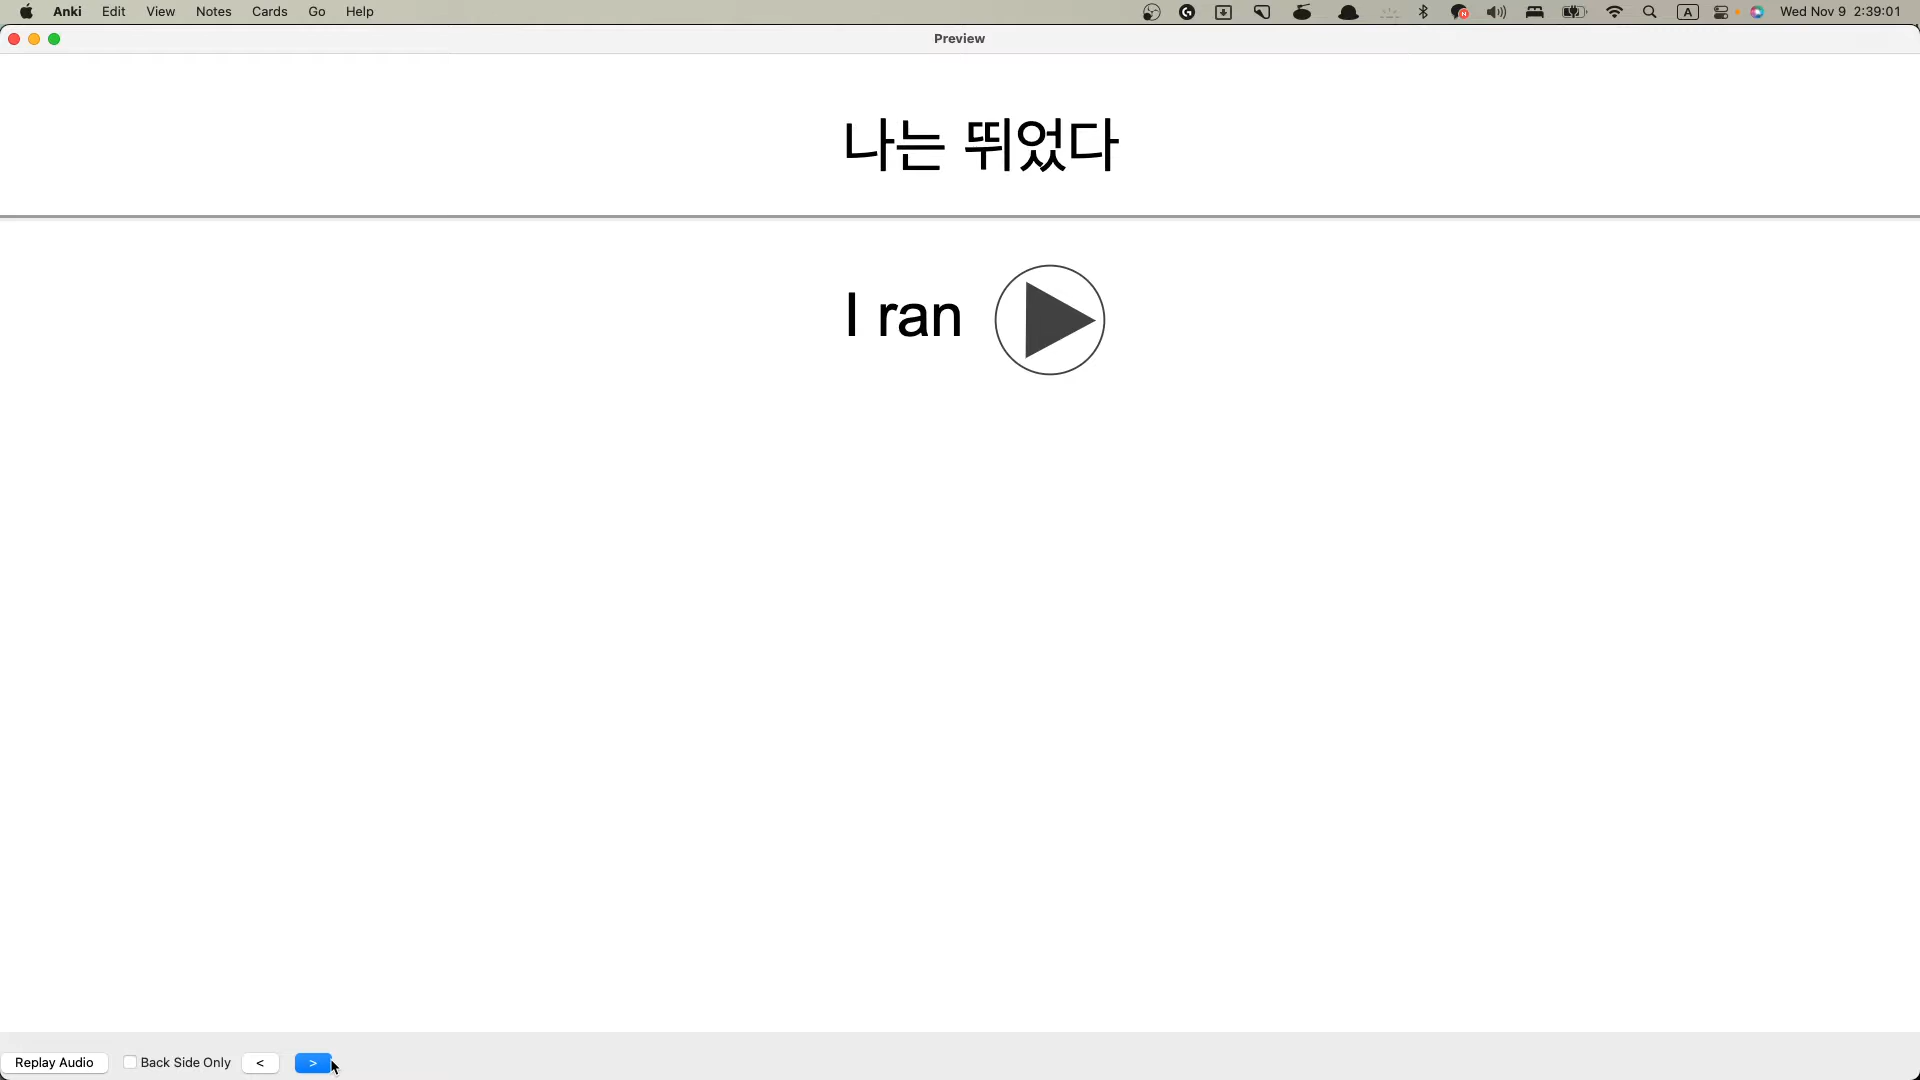 Anki Edit View Notes Cards Go Help A Wed Nov 9 2:39:01
Preview
나는 뛰었다
I ran
Replay Audio Back Side Only < >